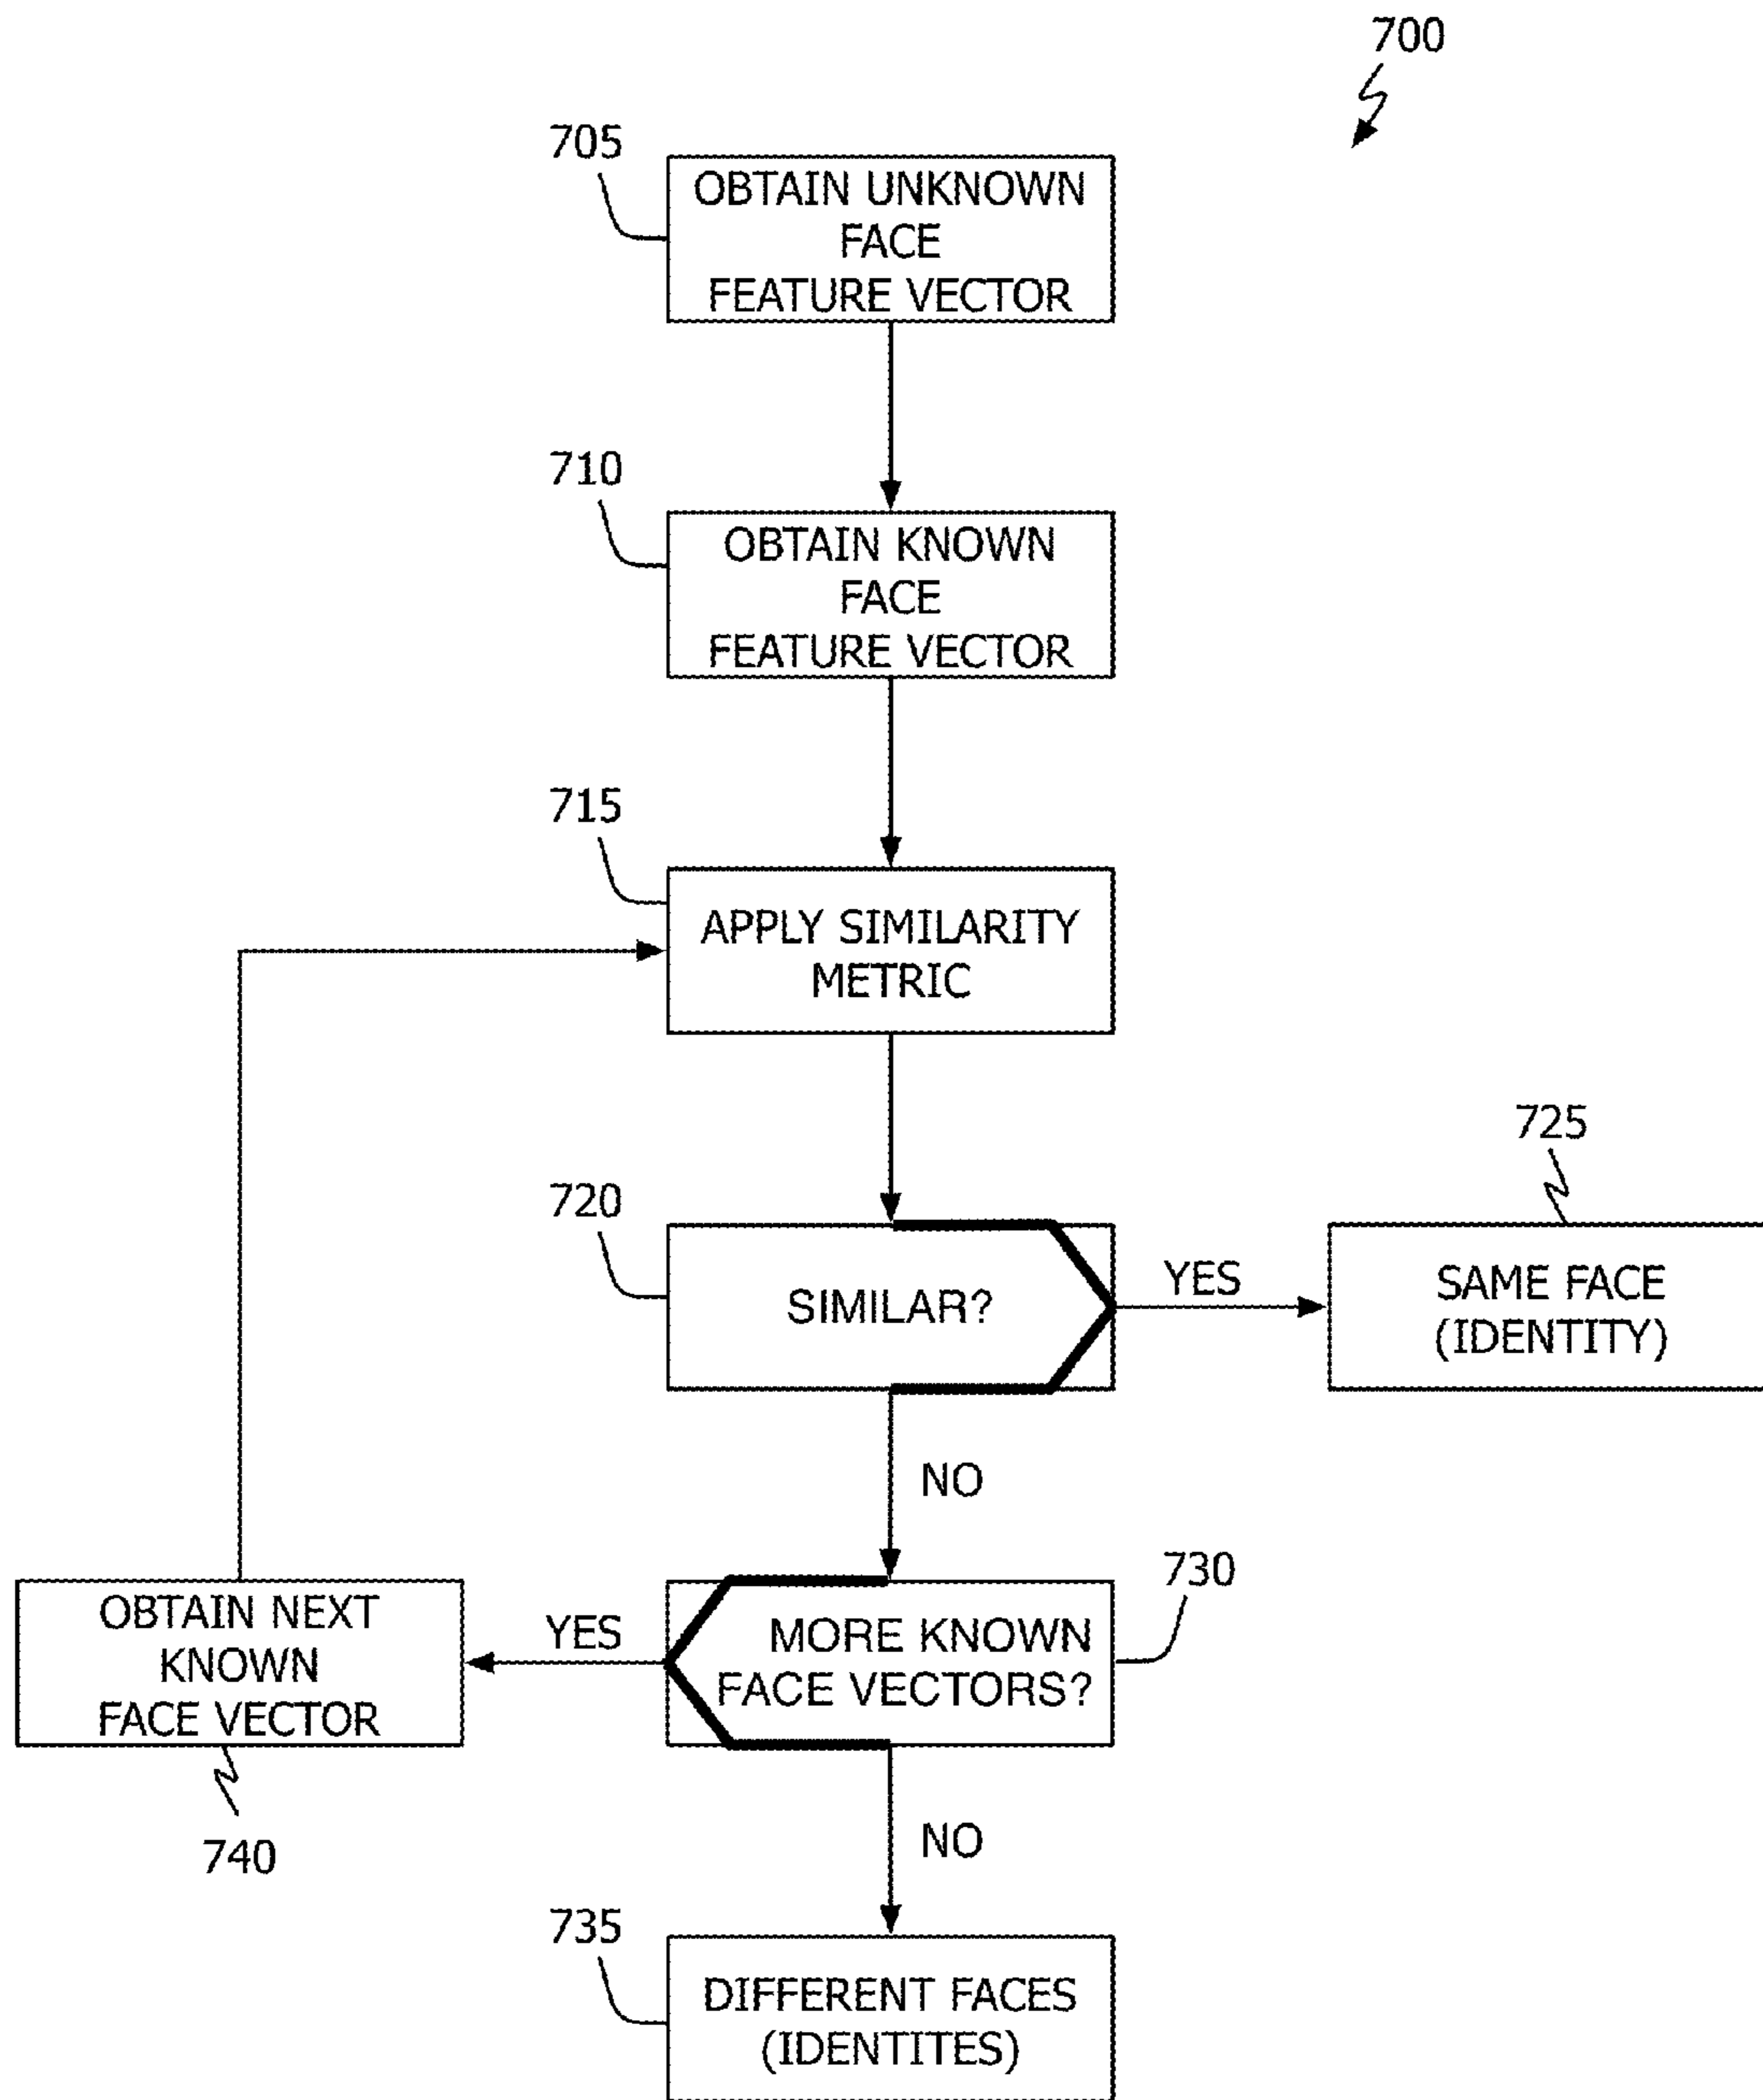 700
705
OBTAIN UNKNOWN
FACE
FEATURE VECTOR
710
OBTAIN KNOWN
FACE
FEATURE VECTOR
715
APPLY SIMILARITY
METRIC
720
SIMILAR?
YES
725
SAME FACE
(IDENTITY)
NO
730
MORE KNOWN
FACE VECTORS?
YES
OBTAIN NEXT
KNOWN
FACE VECTOR
740
NO
735
DIFFERENT FACES
(IDENTITES)